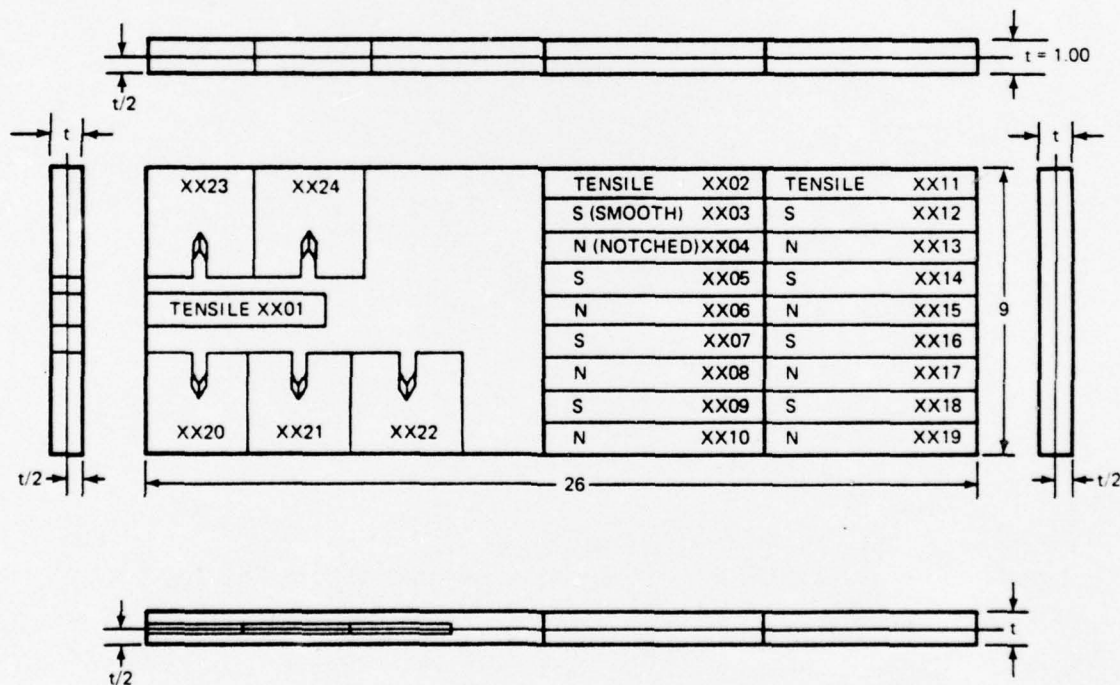 t = 1.00
t/2
t
t
XX23 XX24
TENSILE XX02 TENSILE XX11
S (SMOOTH) XX03 S XX12
N (NOTCHED) XX04 N XX13
S XX05 S XX14
TENSILE XX01 N XX06 N XX15
9
S XX07 S XX16
N XX08 N XX17
S XX09 S XX18
XX20 XX21 XX22 N XX10 N XX19
t/2 t/2
26
t
t/2